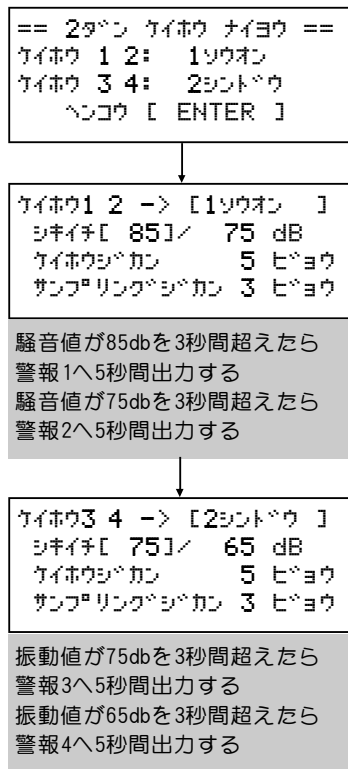 == 2ダン ケイホウ ナイヨウ ==
ケイホウ 1 2: 1ソウオン
ケイホウ 3 4: 2シンドウ
ヘンコウ [ ENTER ]
ケイホウ1 2 -> [1ソウオン ]
シキイチ[ 85]/ 75 dB
ケイホウジカン 5 ビョウ
サンプリングジカン 3 ビョウ
騒音値が85dbを3秒間超えたら
警報1へ5秒間出力する
騒音値が75dbを3秒間超えたら
警報2へ5秒間出力する
ケイホウ3 4 -> [2シンドウ ]
シキイチ[ 75]/ 65 dB
ケイホウジカン 5 ビョウ
サンプリングジカン 3 ビョウ
振動値が75dbを3秒間超えたら
警報3へ5秒間出力する
振動値が65dbを3秒間超えたら
警報4へ5秒間出力する